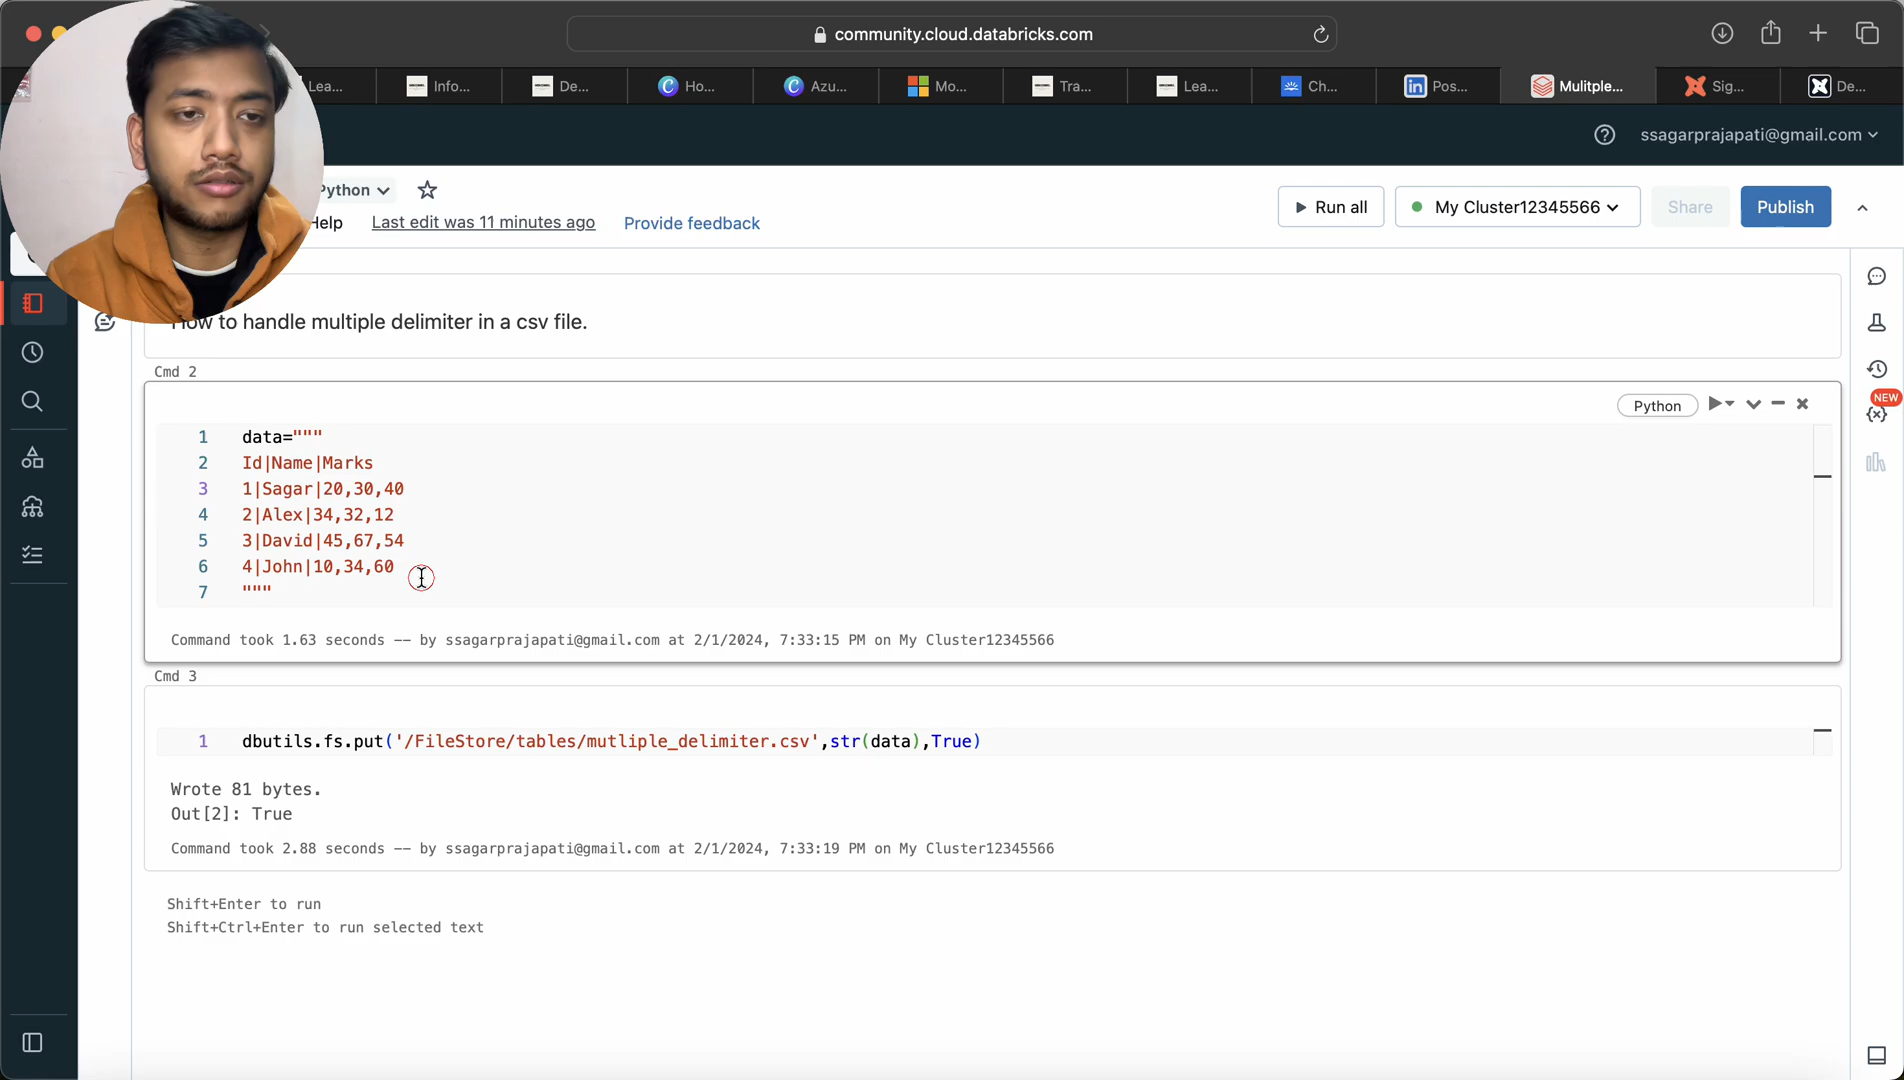 community.cloud.databricks.com
Lea...
Info...
De...
Ho...
Azu...
Mo...
Tra...
Lea...
Ch...
Pos...
Mulitple...
Sig...
De...
ssagarprajapati@gmail.com
Python
Help
Last edit was 11 minutes ago
Provide feedback
Run all
My Cluster12345566
Share
Publish
How to handle multiple delimiter in a csv file.
NEW
Cmd 2
Python
1 data="""
2 Id|Name|Marks
3 1|Sagar|20,30,40
4 2|Alex|34,32,12
5 3|David|45,67,54
6 4|John|10,34,60
7 """
Command took 1.63 seconds -- by ssagarprajapati@gmail.com at 2/1/2024, 7:33:15 PM on My Cluster12345566
Cmd 3
1 dbutils.fs.put('/FileStore/tables/mutliple_delimiter.csv',str(data),True)
Wrote 81 bytes.
Out[2]: True
Command took 2.88 seconds -- by ssagarprajapati@gmail.com at 2/1/2024, 7:33:19 PM on My Cluster12345566
Shift+Enter to run
Shift+Ctrl+Enter to run selected text